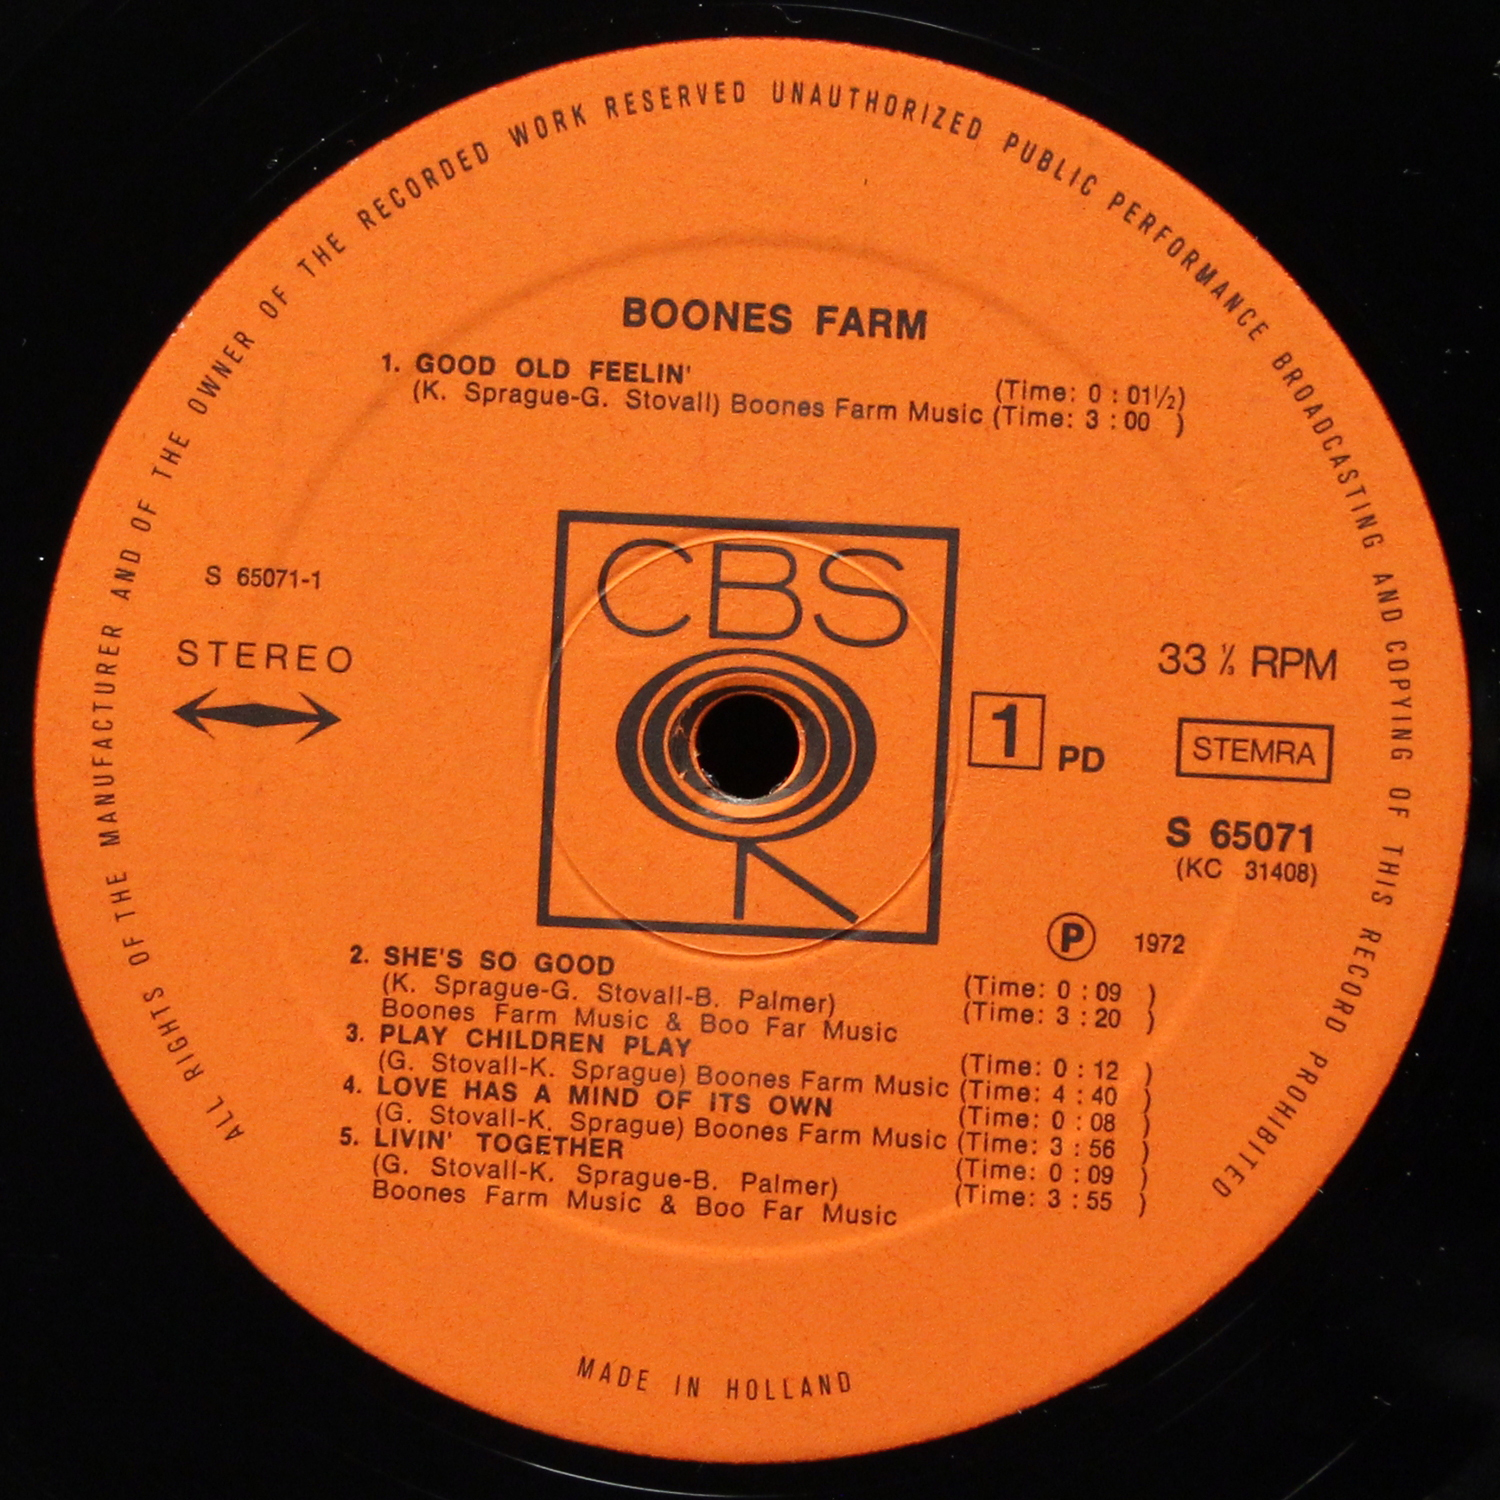 ALL RIGHTS OF THE MANUFACTURER AND OF THE OWNER OF THE RECORDED WORK RESERVED UNAUTHORIZED PUBLIC PERFORMANCE BROADCASTING AND COPYING OF THIS RECORD PROHIBITED
BOONES FARM
1. GOOD OLD FEELIN' (Time: 0 : 01½)
(K. Sprague-G. Stovall) Boones Farm Music (Time: 3 : 00 )
CBS
S 65071-1
STEREO
33 ⅓ RPM
1 PD
STEMRA
S 65071
(KC 31408)
Ⓟ 1972
2. SHE'S SO GOOD
(K. Sprague-G. Stovall-B. Palmer) (Time: 0 : 09 )
Boones Farm Music & Boo Far Music (Time: 3 : 20 )
3. PLAY CHILDREN PLAY (Time: 0 : 12 )
(G. Stovall-K. Sprague) Boones Farm Music (Time: 4 : 40 )
4. LOVE HAS A MIND OF ITS OWN (Time: 0 : 08 )
(G. Stovall-K. Sprague) Boones Farm Music (Time: 3 : 56 )
5. LIVIN' TOGETHER (Time: 0 : 09 )
(G. Stovall-K. Sprague-B. Palmer) (Time: 3 : 55 )
Boones Farm Music & Boo Far Music
MADE IN HOLLAND